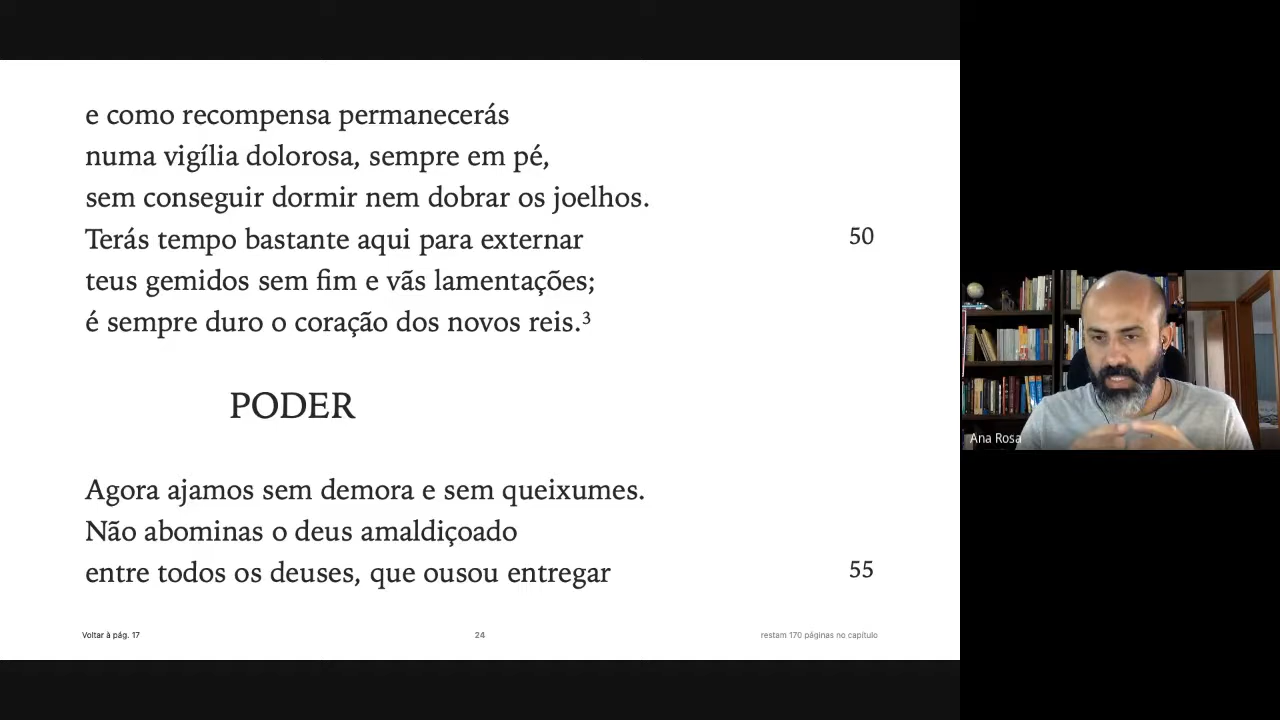 e como recompensa permanecerás
numa vigília dolorosa, sempre em pé,
sem conseguir dormir nem dobrar os joelhos.
Terás tempo bastante aqui para externar 50
teus gemidos sem fim e vãs lamentações;
é sempre duro o coração dos novos reis.³
PODER
Agora ajamos sem demora e sem queixumes.
Não abominas o deus amaldiçoado
entre todos os deuses, que ousou entregar 55
Voltar à pág. 17 24 restam 170 páginas no capítulo
Ana Rosa